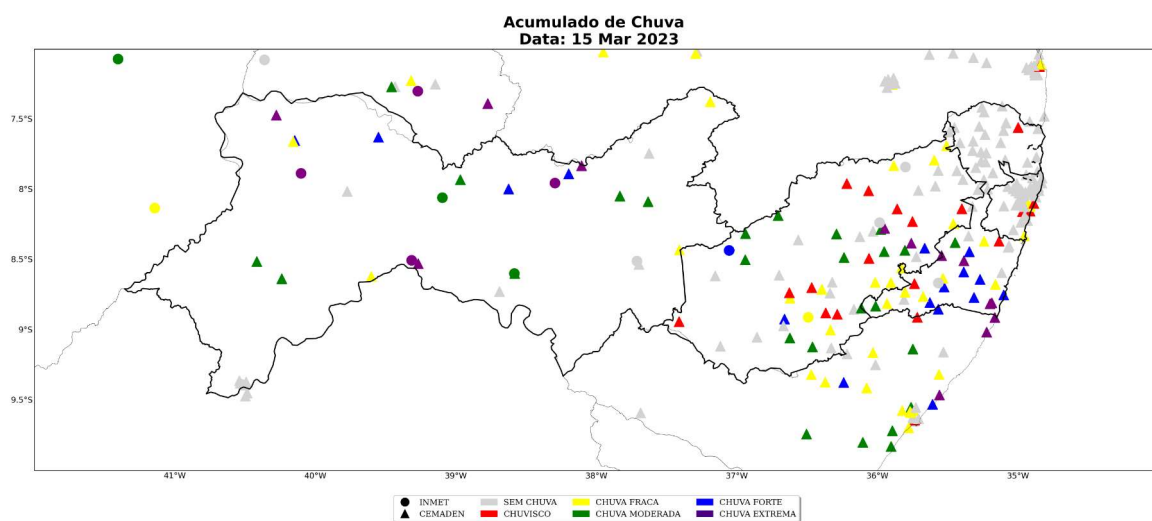 Acumulado de Chuva
Data: 15 Mar 2023
7.5°S
8°S
8.5°S
9°S
9.5°S
41°W 40°W 39°W 38°W 37°W 36°W 35°W
INMET SEM CHUVA CHUVA FRACA CHUVA FORTE
CEMADEN CHUVISCO CHUVA MODERADA CHUVA EXTREMA